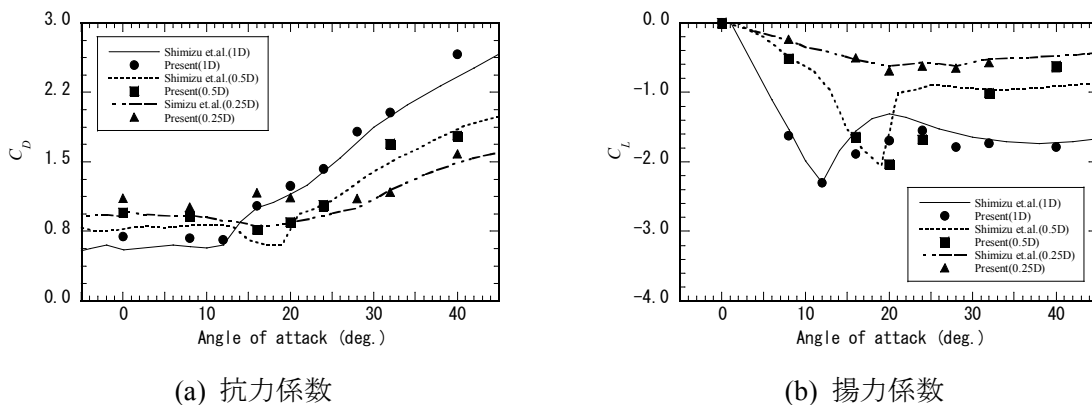 (a)
3.0
2.2
1.5
0.8
0.0
C_D
Shimizu et.al.(1D)
Present(1D)
Shimizu et.al.(0.5D)
Present(0.5D)
Simizu et.al.(0.25D)
Present(0.25D)
0 10 20 30 40
Angle of attack (deg.)
(b)
0.0
-1.0
-2.0
-3.0
-4.0
C_L
Shimizu et.al.(1D)
Present(1D)
Shimizu et.al.(0.5D)
Present(0.5D)
Shimizu et.al.(0.25D)
Present(0.25D)
0 10 20 30 40
Angle of attack (deg.)
(a) 抗力係数
(b) 揚力係数